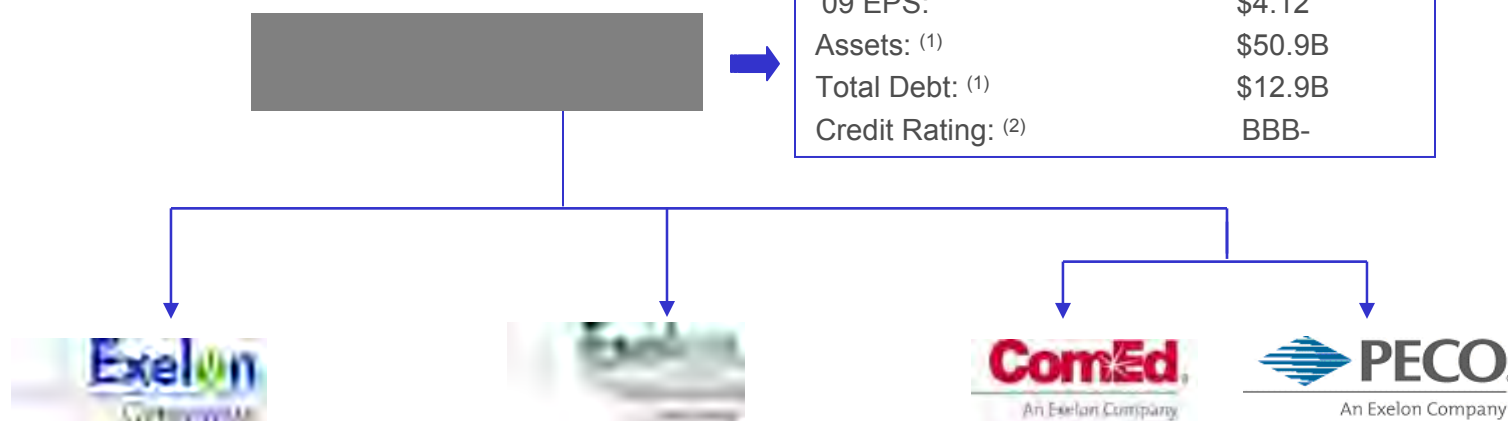 '09 EPS: $4.12
Assets: (1) $50.9B
Total Debt: (1) $12.9B
Credit Rating: (2) BBB-
Exelon
Exelon
ComEd.
PECO.
An Exelon Company
An Exelon Company